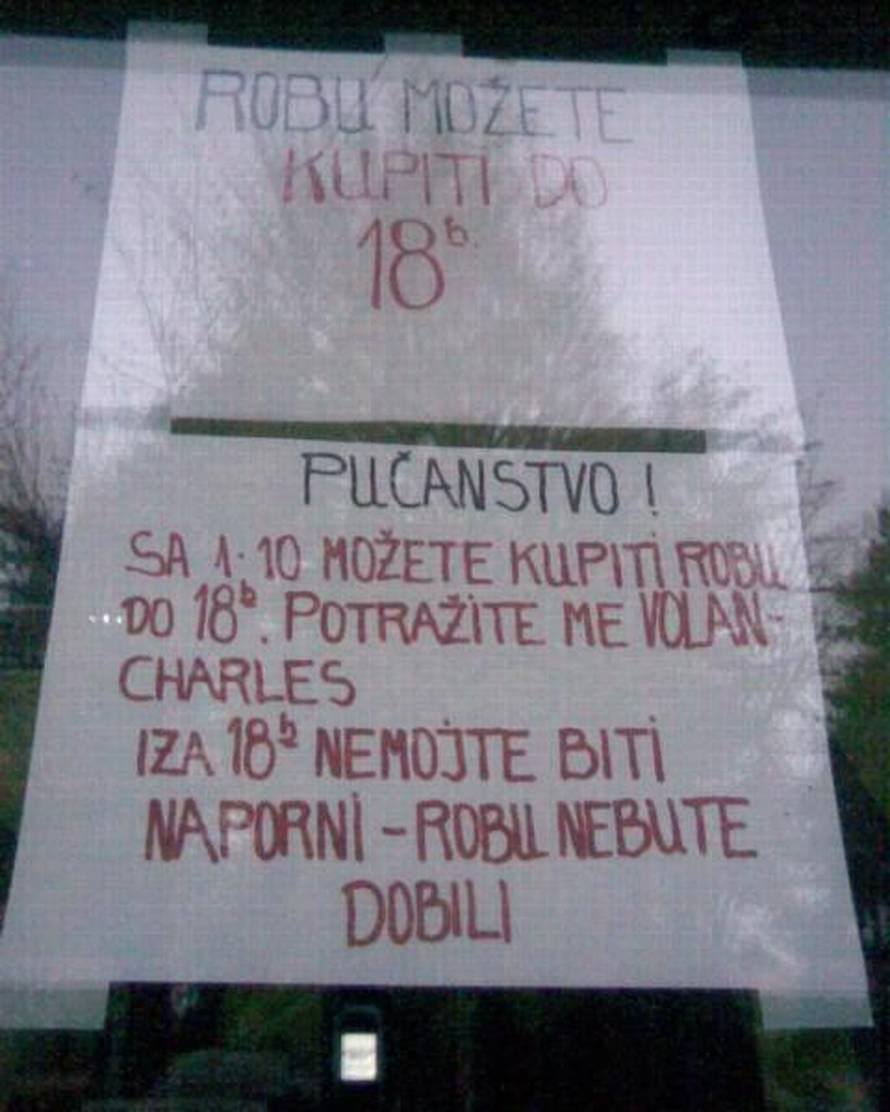 ROBU MOŽETE
KUPITI DO
18h.
PUČANSTVO!
SA 1.10 MOŽETE KUPITI ROBU
DO 18h. POTRAŽITE ME VOLAN-
CHARLES
IZA 18h NEMOJTE BITI
NAPORNI - ROBU NEBUTE
DOBILI